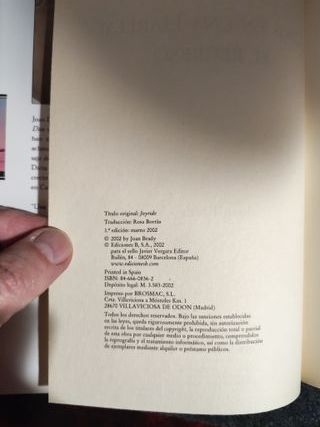 Título original: Joyride
Traducción: Rosa Borràs
1.ª edición: marzo 2002
© 2002 by Joan Brady
© Ediciones B, S.A., 2002
para el sello Javier Vergara Editor
Bailén, 84 - 08009 Barcelona (España)
www.edicionesb.com
Printed in Spain
ISBN: 84-666-0836-2
Depósito legal: M. 3.583-2002
Impreso por BROSMAC, S.L.
Ctra. Villaviciosa a Móstoles Km. 1
28670 VILLAVICIOSA DE ODON (Madrid)
Todos los derechos reservados. Bajo las sanciones establecidas
en las leyes, queda rigurosamente prohibida, sin autorización
escrita de los titulares del copyright, la reproducción total o parcial
de esta obra por cualquier medio o procedimiento, comprendidos
la reprografía y el tratamiento informático, así como la distribución
de ejemplares mediante alquiler o préstamo públicos.